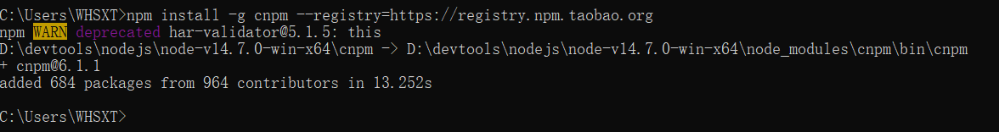 C:\Users\WHSXT>npm install -g cnpm --registry=https://registry.npm.taobao.org
npm WARN deprecated har-validator@5.1.5: this
D:\devtools\nodejs\node-v14.7.0-win-x64\cnpm -> D:\devtools\nodejs\node-v14.7.0-win-x64\node_modules\cnpm\bin\cnpm
+ cnpm@6.1.1
added 684 packages from 964 contributors in 13.252s
C:\Users\WHSXT>